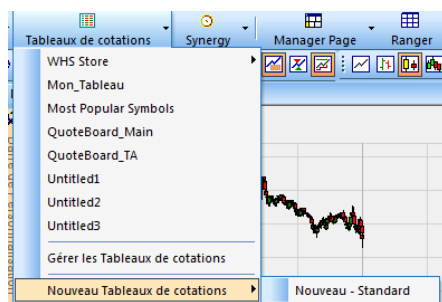 Tableaux de cotations Synergy Manager Page Ranger
WHS Store
Mon_Tableau
Most Popular Symbols
QuoteBoard_Main
QuoteBoard_TA
Untitled1
Untitled2
Untitled3
Gérer les Tableaux de cotations
Nouveau Tableaux de cotations Nouveau - Standard